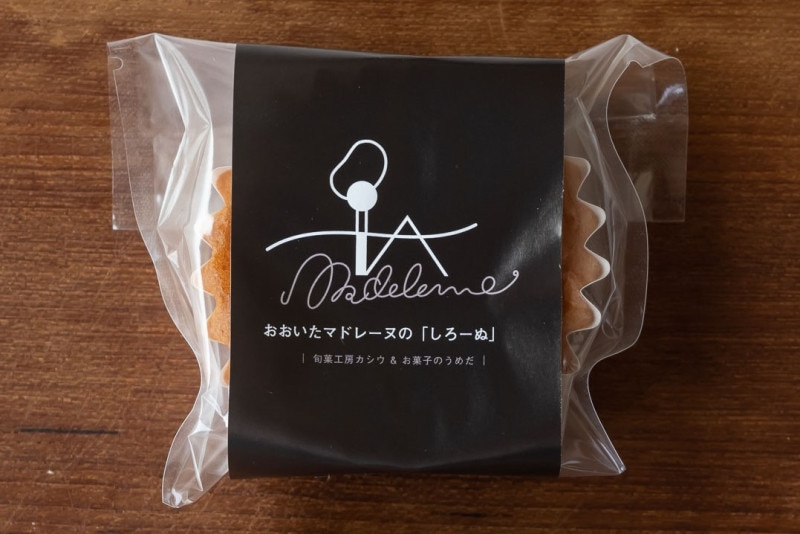 Madeleine
おおいたマドレーヌの「しろーぬ」
| 旬菓工房カシウ & お菓子のうめだ |